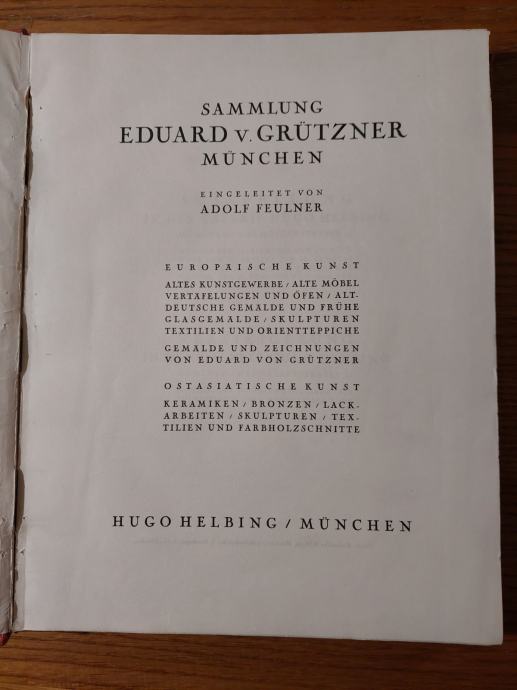 SAMMLUNG
EDUARD V. GRÜTZNER
MÜNCHEN
EINGELEITET VON
ADOLF FEULNER
EUROPÄISCHE KUNST
ALTES KUNSTGEWERBE / ALTE MÖBEL
VERTÄFELUNGEN UND ÖFEN / ALT-
DEUTSCHE GEMÄLDE UND FRÜHE
GLASGEMÄLDE / SKULPTUREN
TEXTILIEN UND ORIENTTEPPICHE
GEMÄLDE UND ZEICHNUNGEN
VON EDUARD VON GRÜTZNER
OSTASIATISCHE KUNST
KERAMIKEN / BRONZEN / LACK-
ARBEITEN / SKULPTUREN / TEX-
TILIEN UND FARBHOLZSCHNITTE
HUGO HELBING / MÜNCHEN